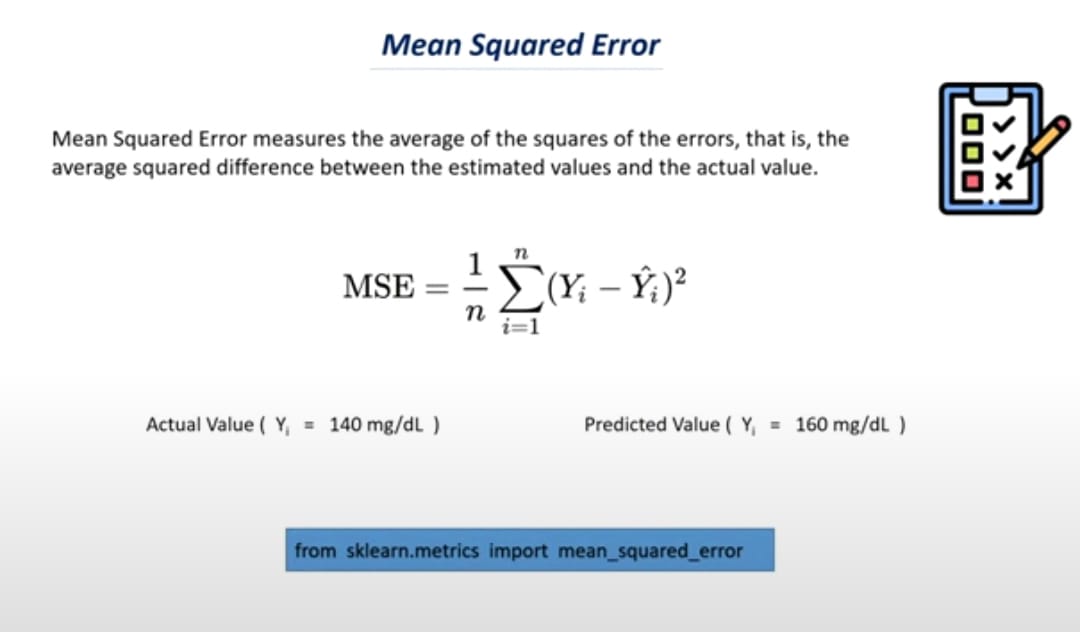 Mean Squared Error
Mean Squared Error measures the average of the squares of the errors, that is, the
average squared difference between the estimated values and the actual value.
MSE = \frac{1}{n} \sum_{i=1}^{n} (Y_i - \hat{Y}_i)^2
Actual Value ( Y_i = 140 mg/dL )
Predicted Value ( Y_i = 160 mg/dL )
from sklearn.metrics import mean_squared_error